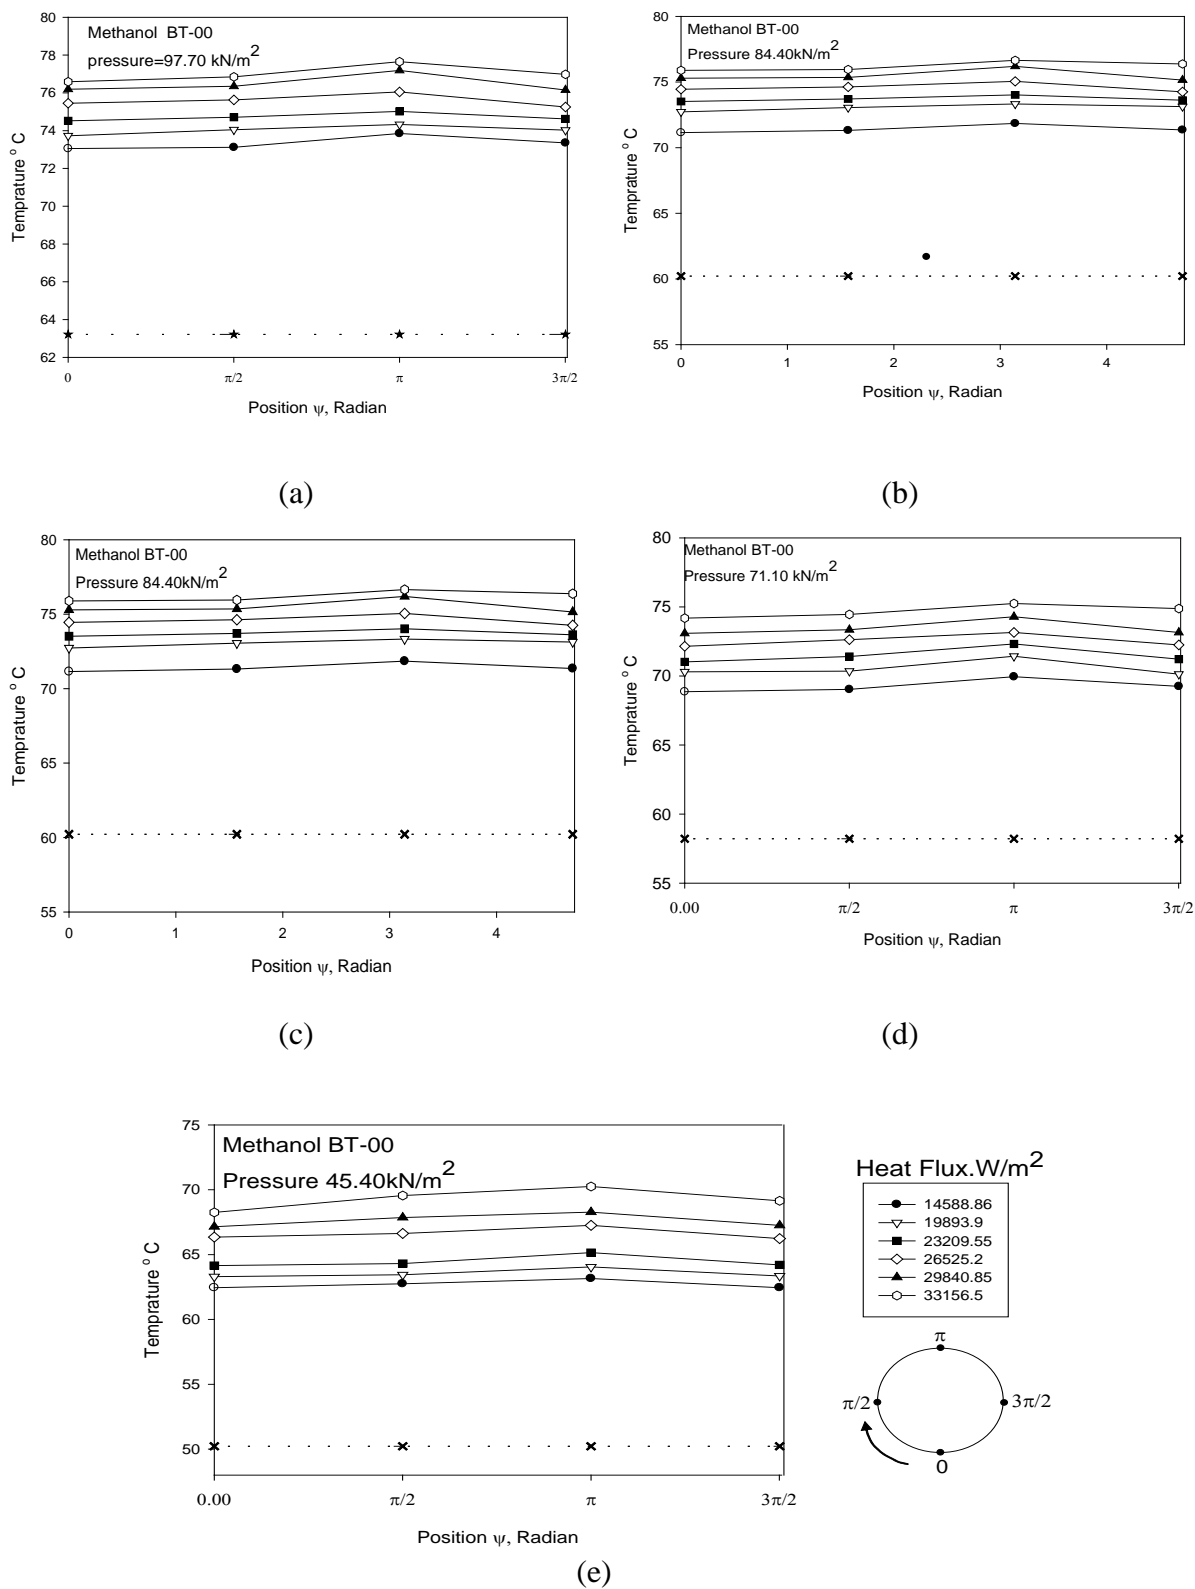 Methanol BT-00
pressure=97.70 kN/m2
Temprature o C
80
78
76
74
72
70
68
66
64
62
0 π/2 π 3π/2
Position ψ, Radian
(a)
Methanol BT-00
Pressure 84.40kN/m2
Temprature o C
80
75
70
65
60
55
0 1 2 3 4
Position ψ, Radian
(b)
Methanol BT-00
Pressure 84.40kN/m2
Temprature o C
80
75
70
65
60
55
0 1 2 3 4
Position ψ, Radian
(c)
Methanol BT-00
Pressure 71.10 kN/m2
Temprature o C
80
75
70
65
60
55
0.00 π/2 π 3π/2
Position ψ, Radian
(d)
Methanol BT-00
Pressure 45.40kN/m2
Temprature o C
75
70
65
60
55
50
0.00 π/2 π 3π/2
Position ψ, Radian
(e)
Heat Flux.W/m2
14588.86
19893.9
23209.55
26525.2
29840.85
33156.5
π
π/2 3π/2
0